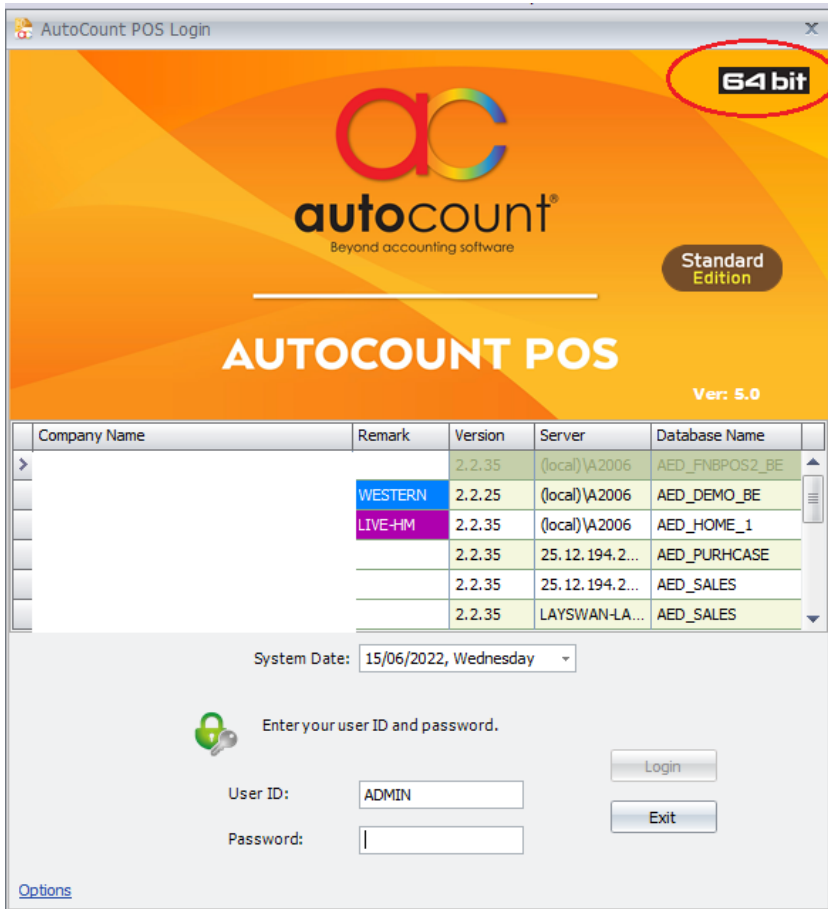 AutoCount POS Login x
64 bit
ac
autocount®
Beyond accounting software
Standard
Edition
AUTOCOUNT POS
Ver: 5.0
Company Name Remark Version Server Database Name
2.2.35 (local)\A2006 AED_FNBPOS2_BE
WESTERN 2.2.25 (local)\A2006 AED_DEMO_BE
LIVE-HM 2.2.35 (local)\A2006 AED_HOME_1
2.2.35 25.12.194.2... AED_PURHCASE
2.2.35 25.12.194.2... AED_SALES
2.2.35 LAYSWAN-LA... AED_SALES
System Date: 15/06/2022, Wednesday
Enter your user ID and password.
Login
User ID: ADMIN
Exit
Password:
Options